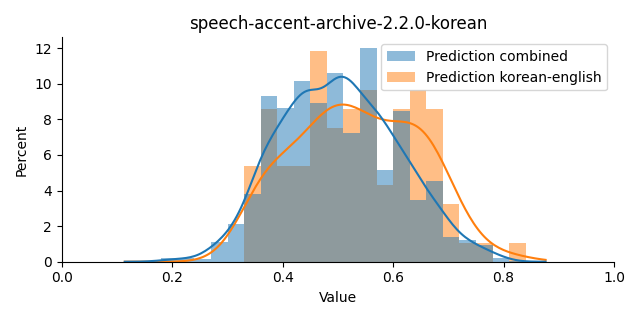 speech-accent-archive-2.2.0-korean
Prediction combined
Prediction korean-english
Percent
12
10
8
6
4
2
0
0.0 0.2 0.4 0.6 0.8 1.0
Value